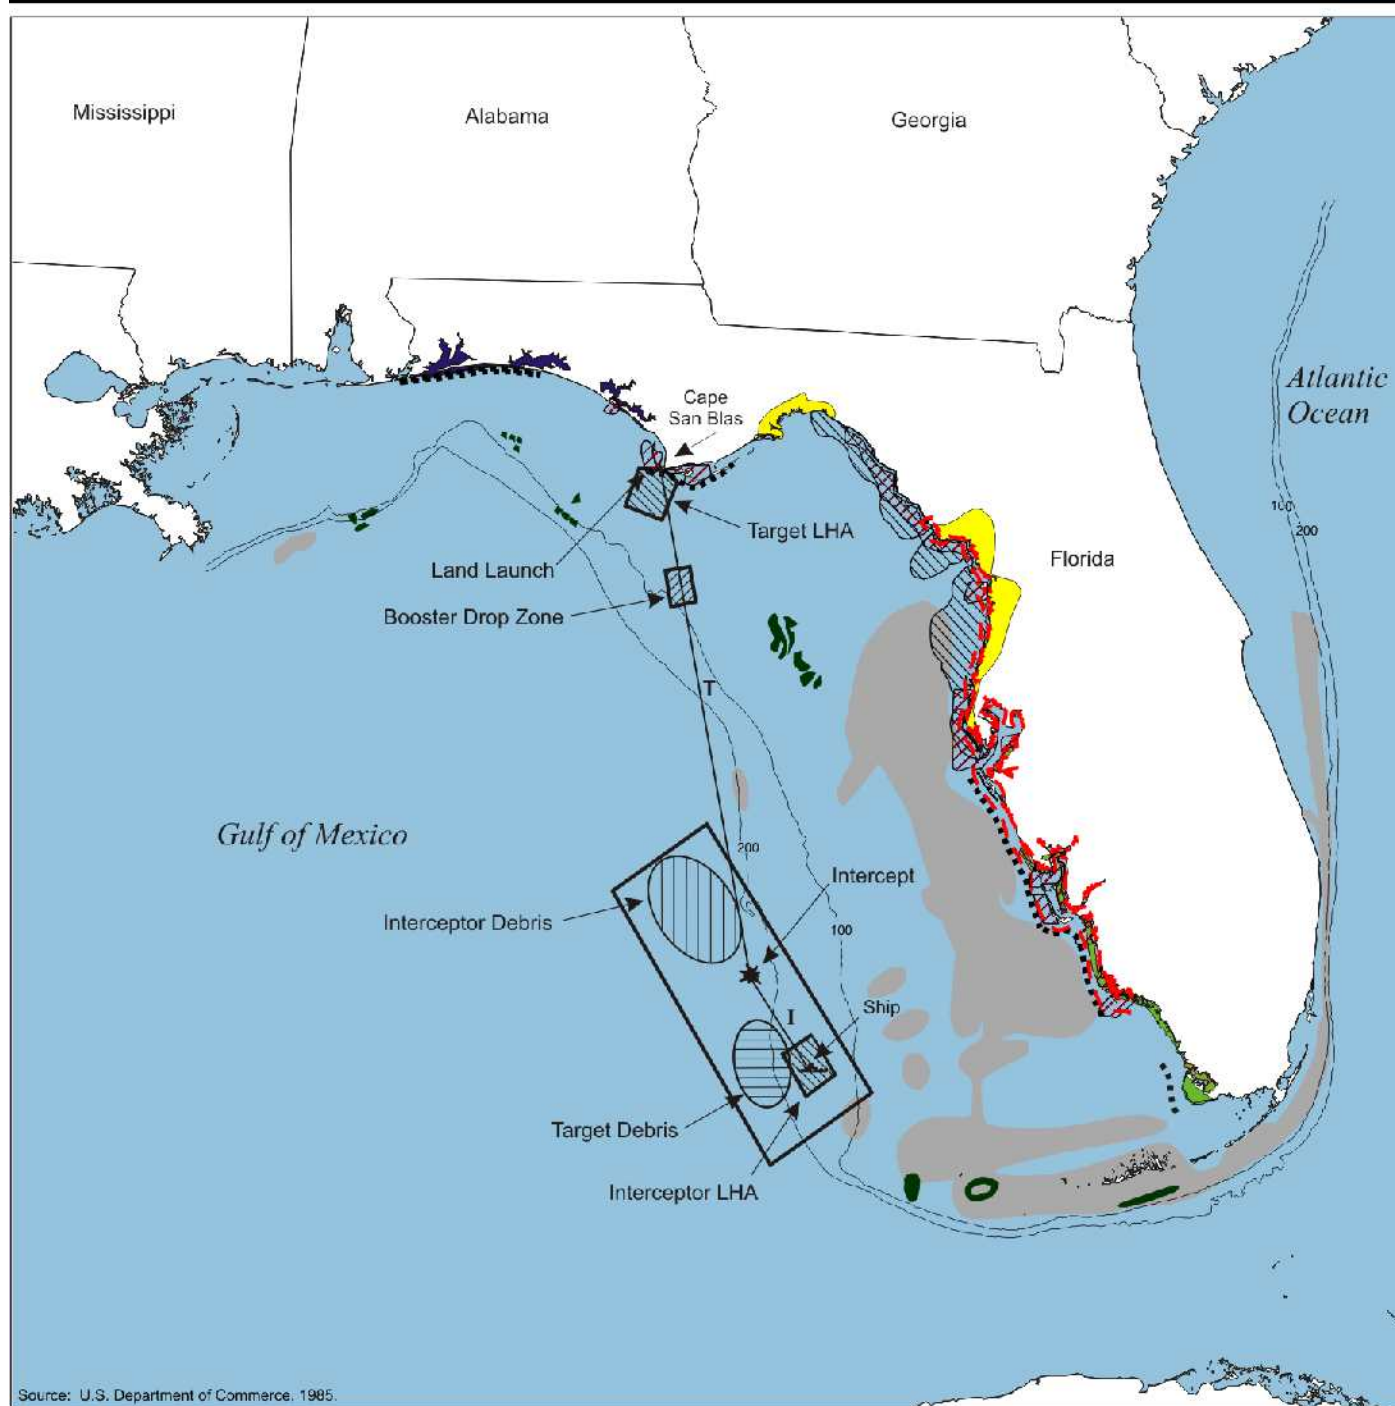 Mississippi
Alabama
Georgia
Atlantic
Ocean
Cape
San Blas
100
200
Target LHA
Florida
Land Launch
Booster Drop Zone
T
Gulf of Mexico
200
Intercept
Interceptor Debris
100
Ship
I
Target Debris
Interceptor LHA
Source: U.S. Department of Commerce, 1985.